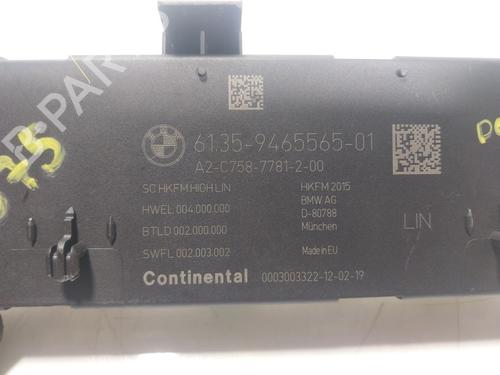 61.35-9465565-01
A2-C758-7781-2-00
SC HKFM HIGH LIN
HWEL 004.000.000
BTLD 002.000.000
SWFL 002.003.002
HKFM 2015
BMW AG
D-80788
München
Made in EU
LIN
Continental 0003003322-12-02-19